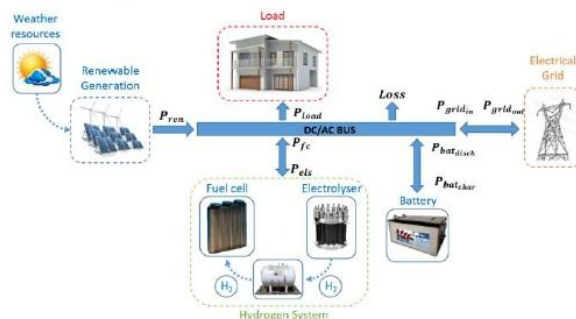 Weather
resources
Renewable
Generation
Load
Electrical
Grid
P_ren
P_load
Loss
P_grid_in
P_grid_out
DC/AC BUS
P_fc
P_els
P_bat_disch
P_bat_char
Fuel cell
Electrolyser
Battery
H₂
H₂
Hydrogen System